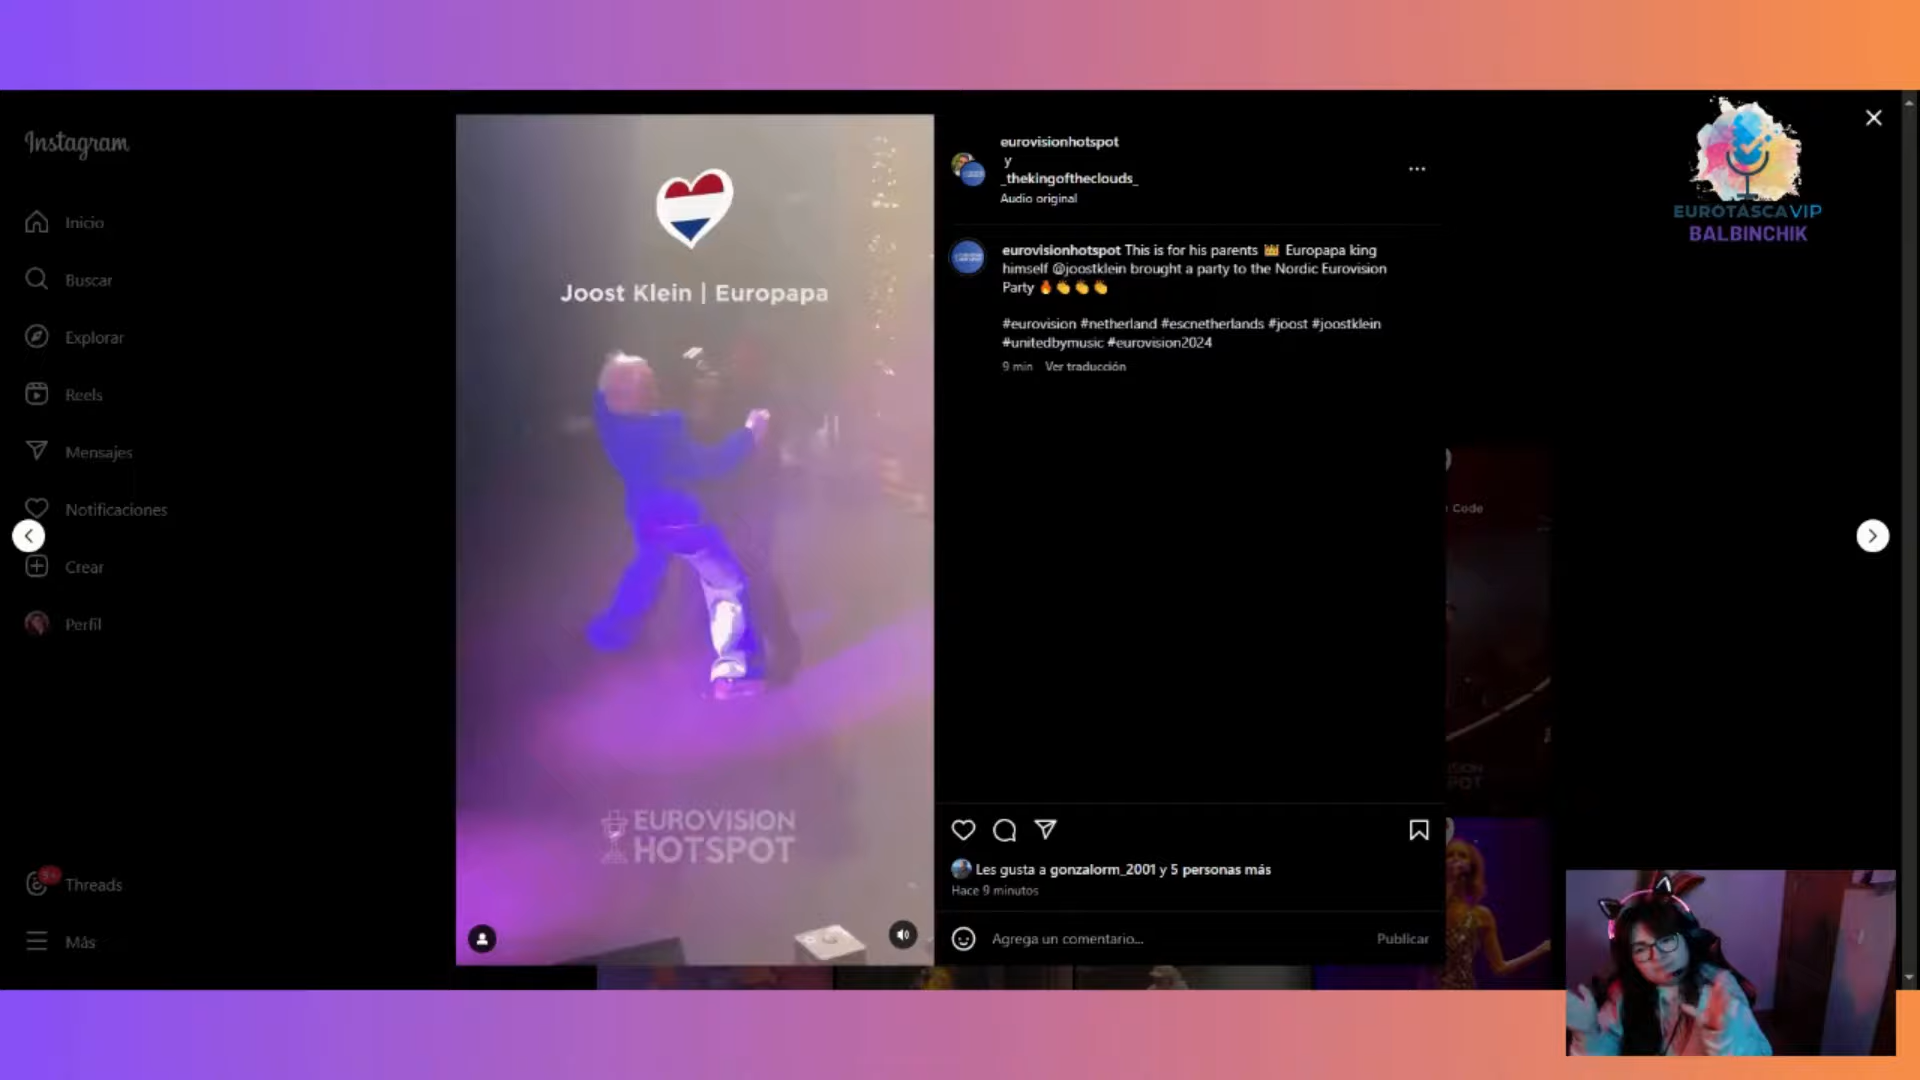 Instagram
Inicio
Buscar
Explorar
Reels
Mensajes
Notificaciones
Crear
Perfil
9+
Threads
Más
Joost Klein | Europapa
EUROVISION
HOTSPOT
eurovisionhotspot
y
_thekingoftheclouds_
Audio original
eurovisionhotspot This is for his parents 👑 Europapa king
himself @joostklein brought a party to the Nordic Eurovision
Party 🔥👏👏👏
#eurovision #netherland #escnetherlands #joost #joostklein
#unitedbymusic #eurovision2024
9 min Ver traducción
Les gusta a gonzalorm_2001 y 5 personas más
Hace 9 minutos
Agrega un comentario...
Publicar
Code
EUROTASCAVIP
BALBINCHIK